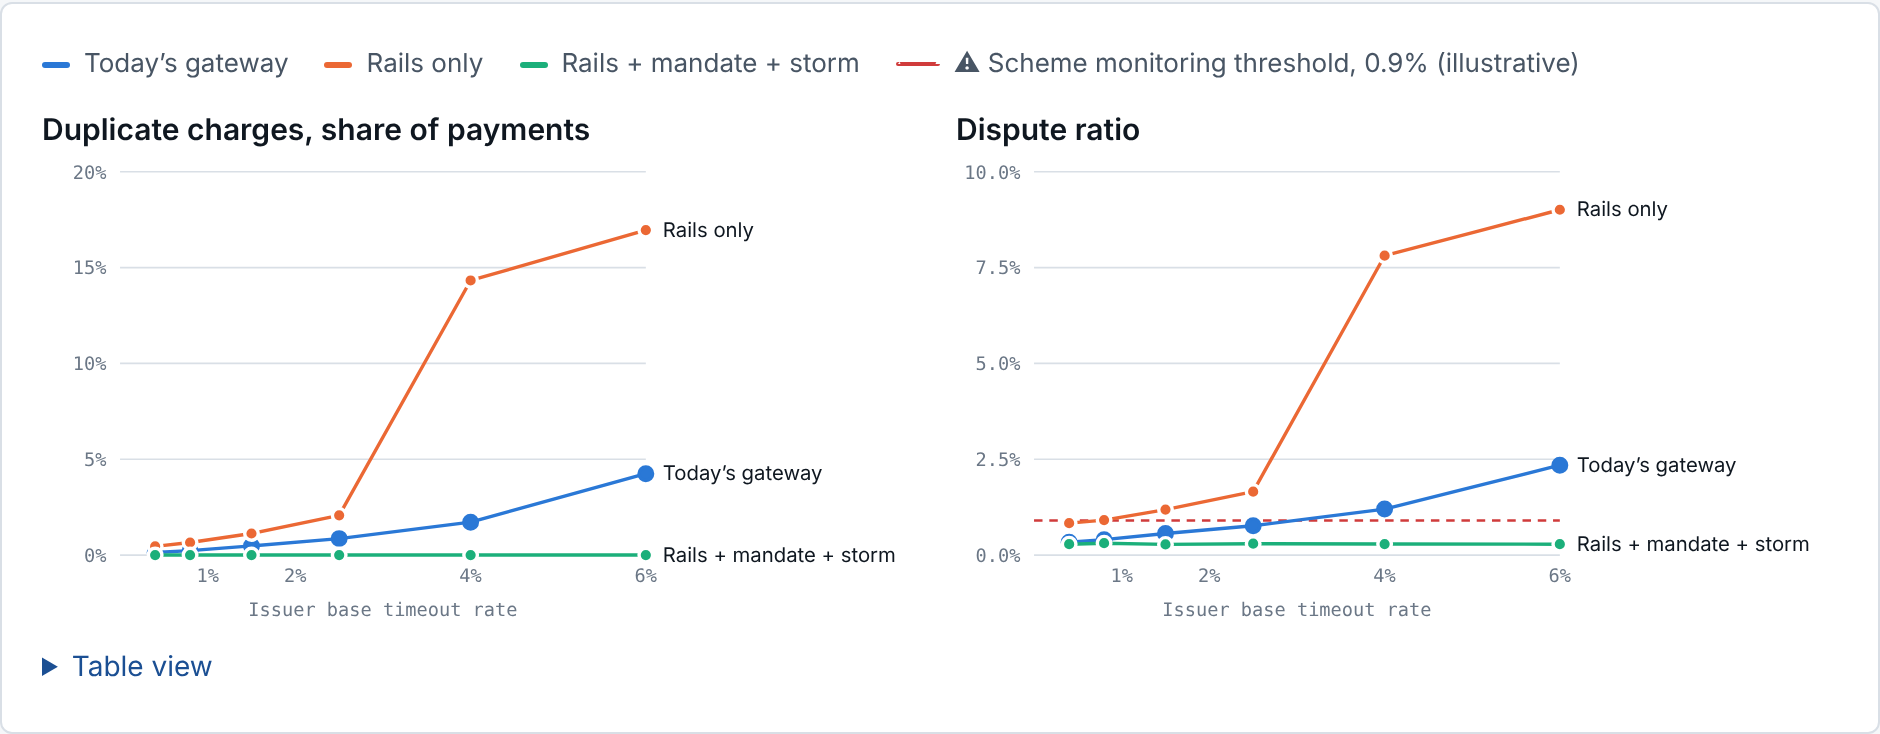 Today’s gateway Rails only Rails + mandate + storm Scheme monitoring threshold, 0.9% (illustrative)
Duplicate charges, share of payments
20%
15%
10%
5%
0%
Rails only
Today’s gateway
Rails + mandate + storm
1% 2% 4% 6%
Issuer base timeout rate
Dispute ratio
10.0%
7.5%
5.0%
2.5%
0.0%
Rails only
Today’s gateway
Rails + mandate + storm
1% 2% 4% 6%
Issuer base timeout rate
Table view